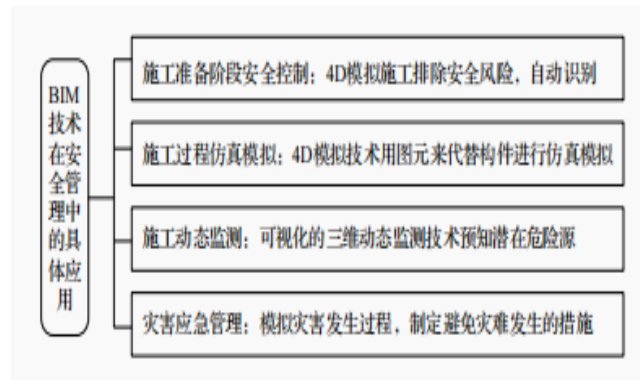 BIM
技术
在安
全管
理中
的具
体应
用
施工准备阶段安全控制：4D模拟施工排除安全风险，自动识别
施工过程仿真模拟：4D模拟技术用图元来代替构件进行仿真模拟
施工动态监测：可视化的三维动态监测技术预知潜在危险源
灾害应急管理：模拟灾害发生过程，制定避免灾难发生的措施